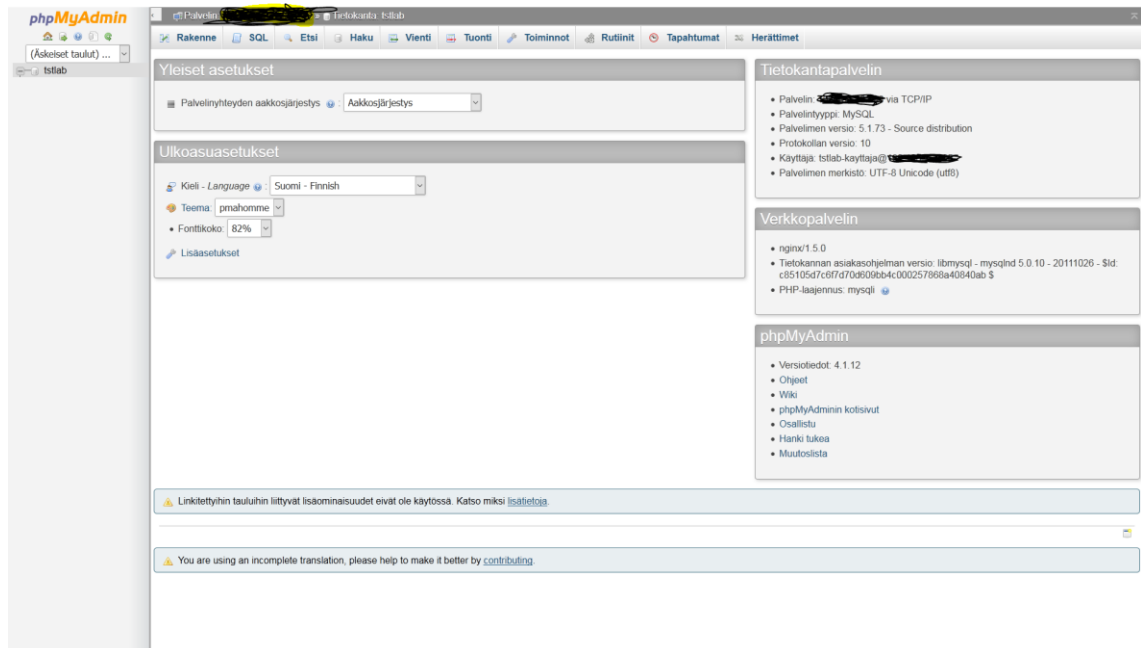 phpMyAdmin
(Äskeiset taulut) ...
tstlab
Palvelin: » Tietokanta: tstlab
Rakenne SQL Etsi Haku Vienti Tuonti Toiminnot Rutiinit Tapahtumat Herättimet
Yleiset asetukset
Palvelinyhteyden aakkosjärjestys : Aakkosjärjestys
Ulkoasuasetukset
Kieli - Language : Suomi - Finnish
Teema: pmahomme
Fonttikoko: 82%
Lisäasetukset
Tietokantapalvelin
Palvelin: via TCP/IP
Palvelintyyppi: MySQL
Palvelimen versio: 5.1.73 - Source distribution
Protokollan versio: 10
Käyttäjä: tstlab-kayttaja@
Palvelimen merkistö: UTF-8 Unicode (utf8)
Verkkopalvelin
nginx/1.5.0
Tietokannan asiakasohjelman versio: libmysql - mysqlnd 5.0.10 - 20111026 - $Id:
c85105d7c6f7d70d609bb4c000257868a40840ab $
PHP-laajennus: mysqli
phpMyAdmin
Versiotiedot: 4.1.12
Ohjeet
Wiki
phpMyAdminin kotisivut
Osallistu
Hanki tukea
Muutoslista
Linkitettyihin tauluihin liittyvät lisäominaisuudet eivät ole käytössä. Katso miksi lisätietoja.
You are using an incomplete translation, please help to make it better by contributing.